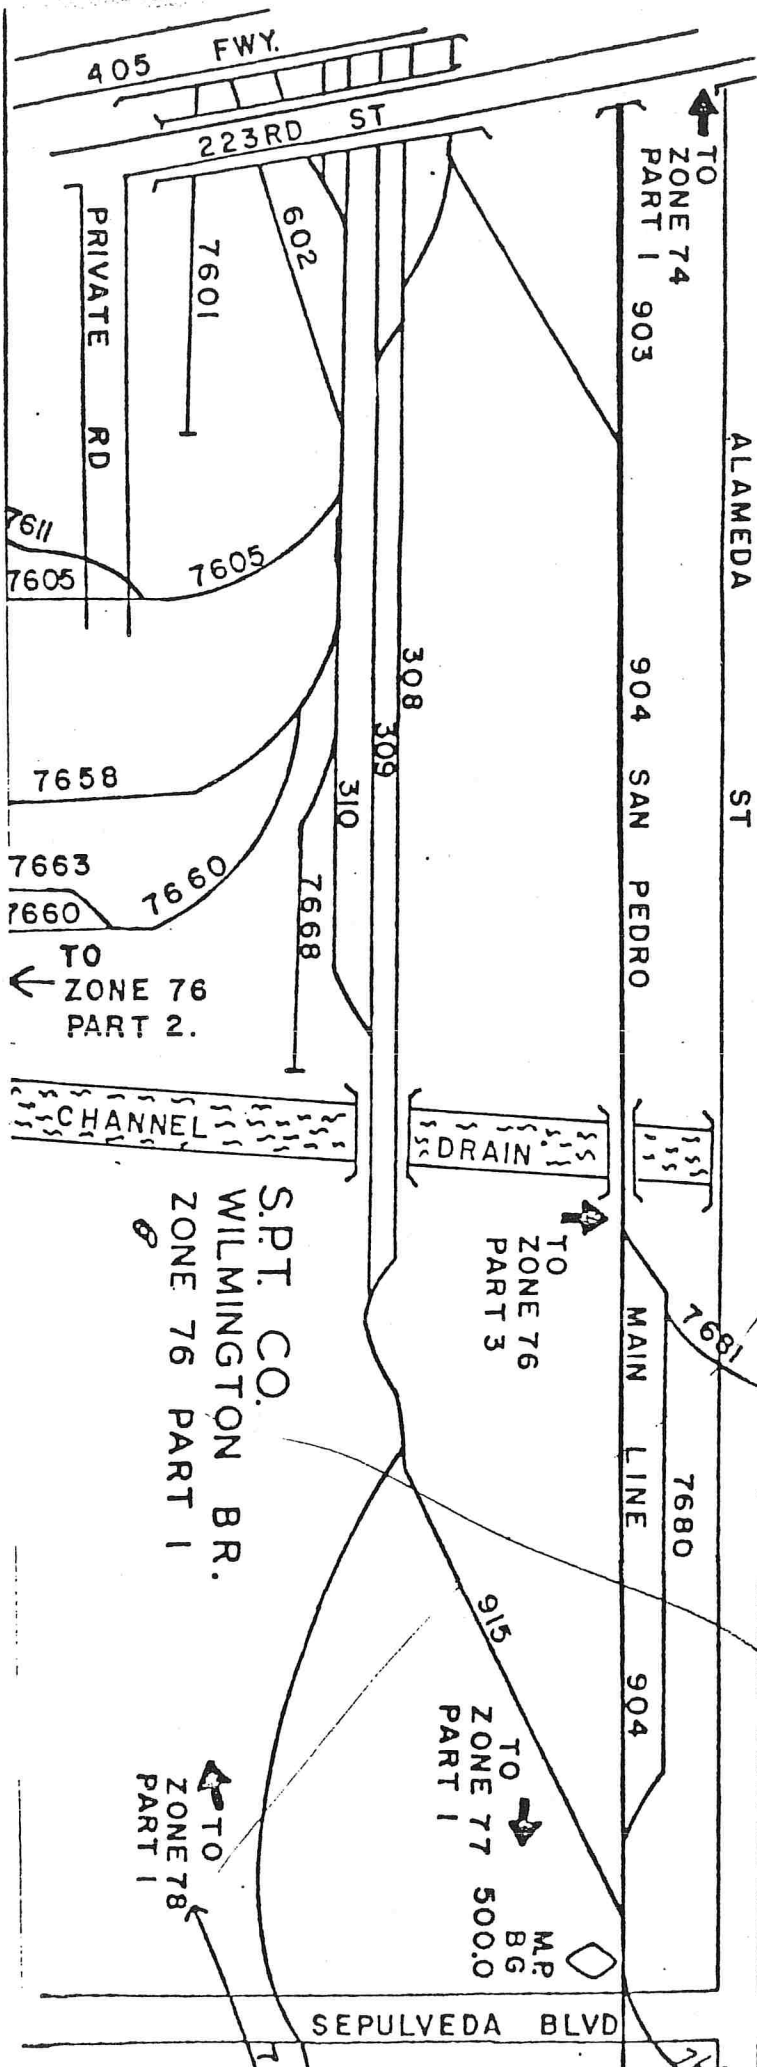 405 FWY.
223RD ST
TO
ZONE 74
PART 1
903
ALAMEDA ST
PRIVATE RD
7601
602
7611
7605
7605
308
309
310
904 SAN PEDRO MAIN LINE 904
7658
7663
7660
7660
7668
TO
ZONE 76
PART 2.
CHANNEL
DRAIN
TO
ZONE 76
PART 3
7681
7680
S.P.T. CO.
WILMINGTON BR.
ZONE 76 PART 1
915
TO
ZONE 77
PART 1
M.P.
BG
500.0
TO
ZONE 78
PART 1
SEPULVEDA BLVD